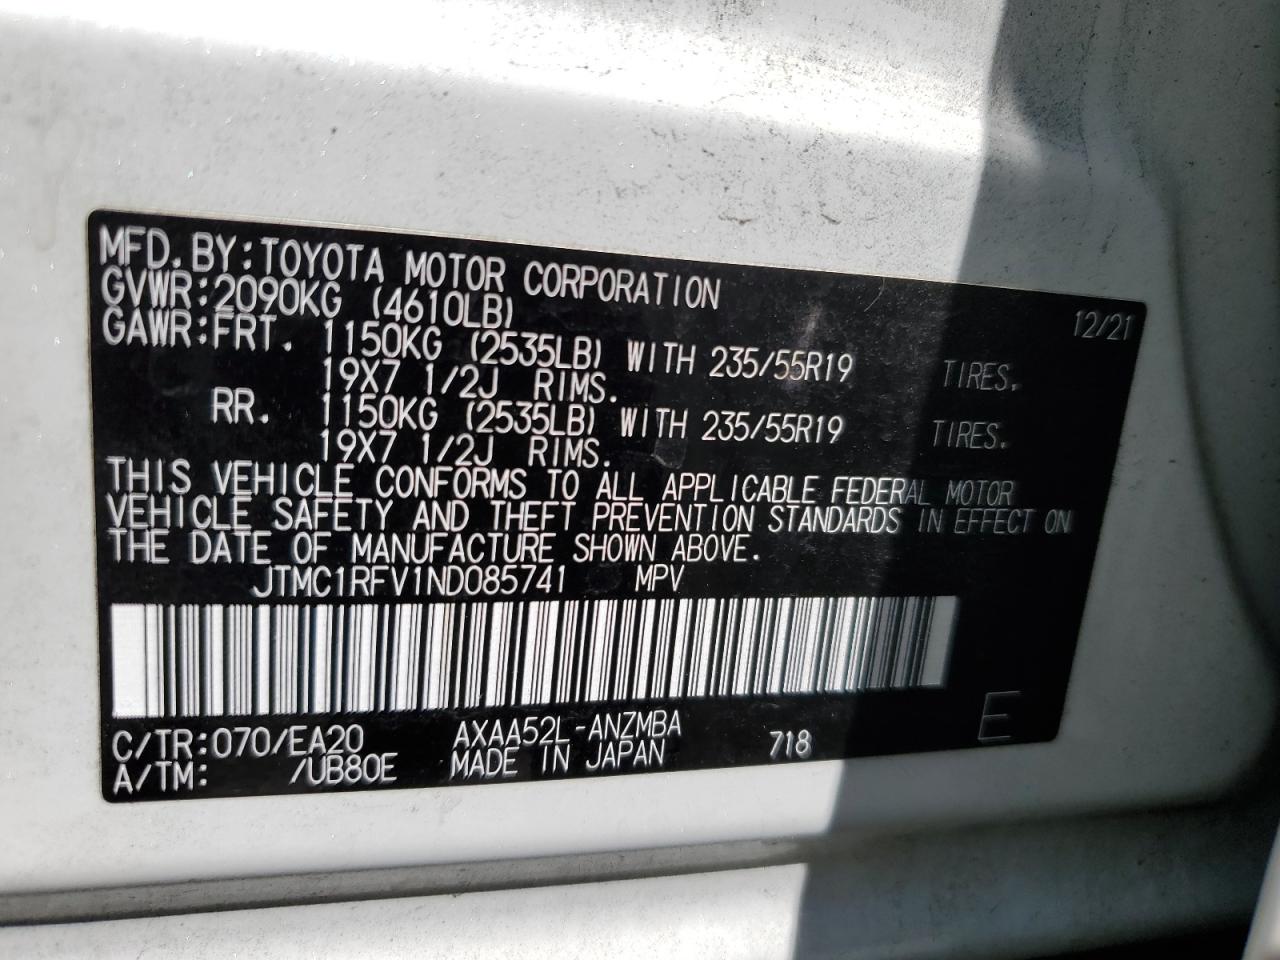 MFD. BY: TOYOTA MOTOR CORPORATION 12/21
GVWR: 2090KG (4610LB)
GAWR: FRT. 1150KG (2535LB) WITH 235/55R19 TIRES.
19X7 1/2J RIMS.
RR. 1150KG (2535LB) WITH 235/55R19 TIRES.
19X7 1/2J RIMS.
THIS VEHICLE CONFORMS TO ALL APPLICABLE FEDERAL MOTOR
VEHICLE SAFETY AND THEFT PREVENTION STANDARDS IN EFFECT ON
THE DATE OF MANUFACTURE SHOWN ABOVE.
JTMC1RFV1ND085741 MPV
C/TR: 070/EA20 AXAA52L-ANZMBA 718 E
A/TM: /UB80E MADE IN JAPAN